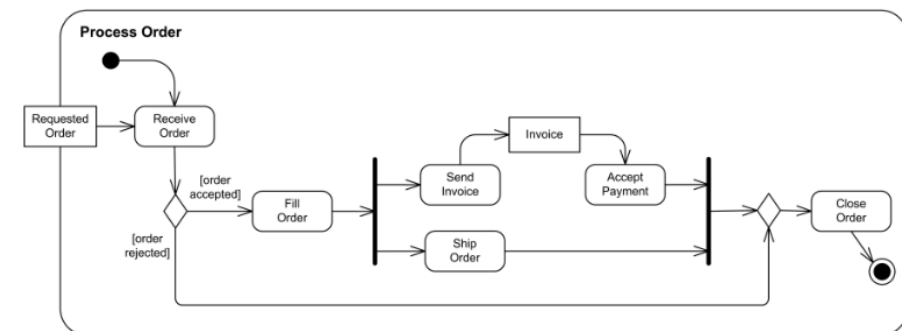 Process Order
Requested
Order
Receive
Order
[order
accepted]
[order
rejected]
Fill
Order
Send
Invoice
Invoice
Accept
Payment
Ship
Order
Close
Order